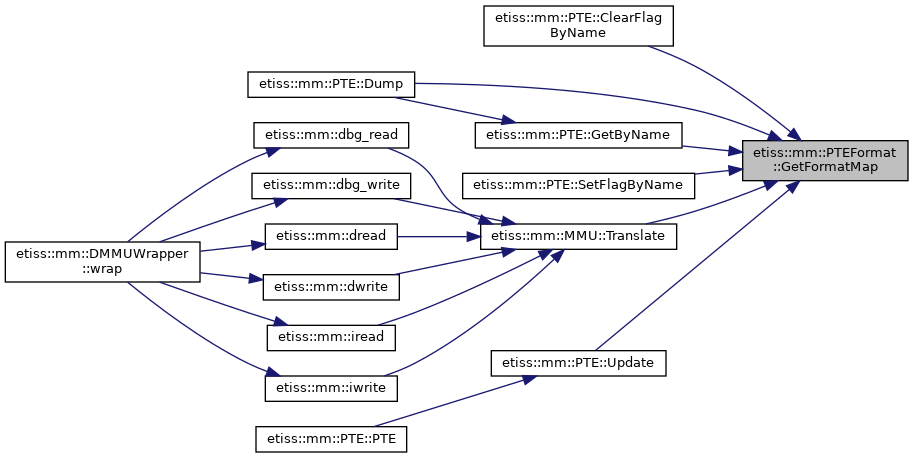 etiss::mm::PTE::ClearFlag
ByName
etiss::mm::PTE::Dump
etiss::mm::PTE::GetByName
etiss::mm::dbg_read
etiss::mm::PTEFormat
::GetFormatMap
etiss::mm::dbg_write
etiss::mm::PTE::SetFlagByName
etiss::mm::dread
etiss::mm::MMU::Translate
etiss::mm::DMMUWrapper
::wrap
etiss::mm::dwrite
etiss::mm::iread
etiss::mm::PTE::Update
etiss::mm::iwrite
etiss::mm::PTE::PTE